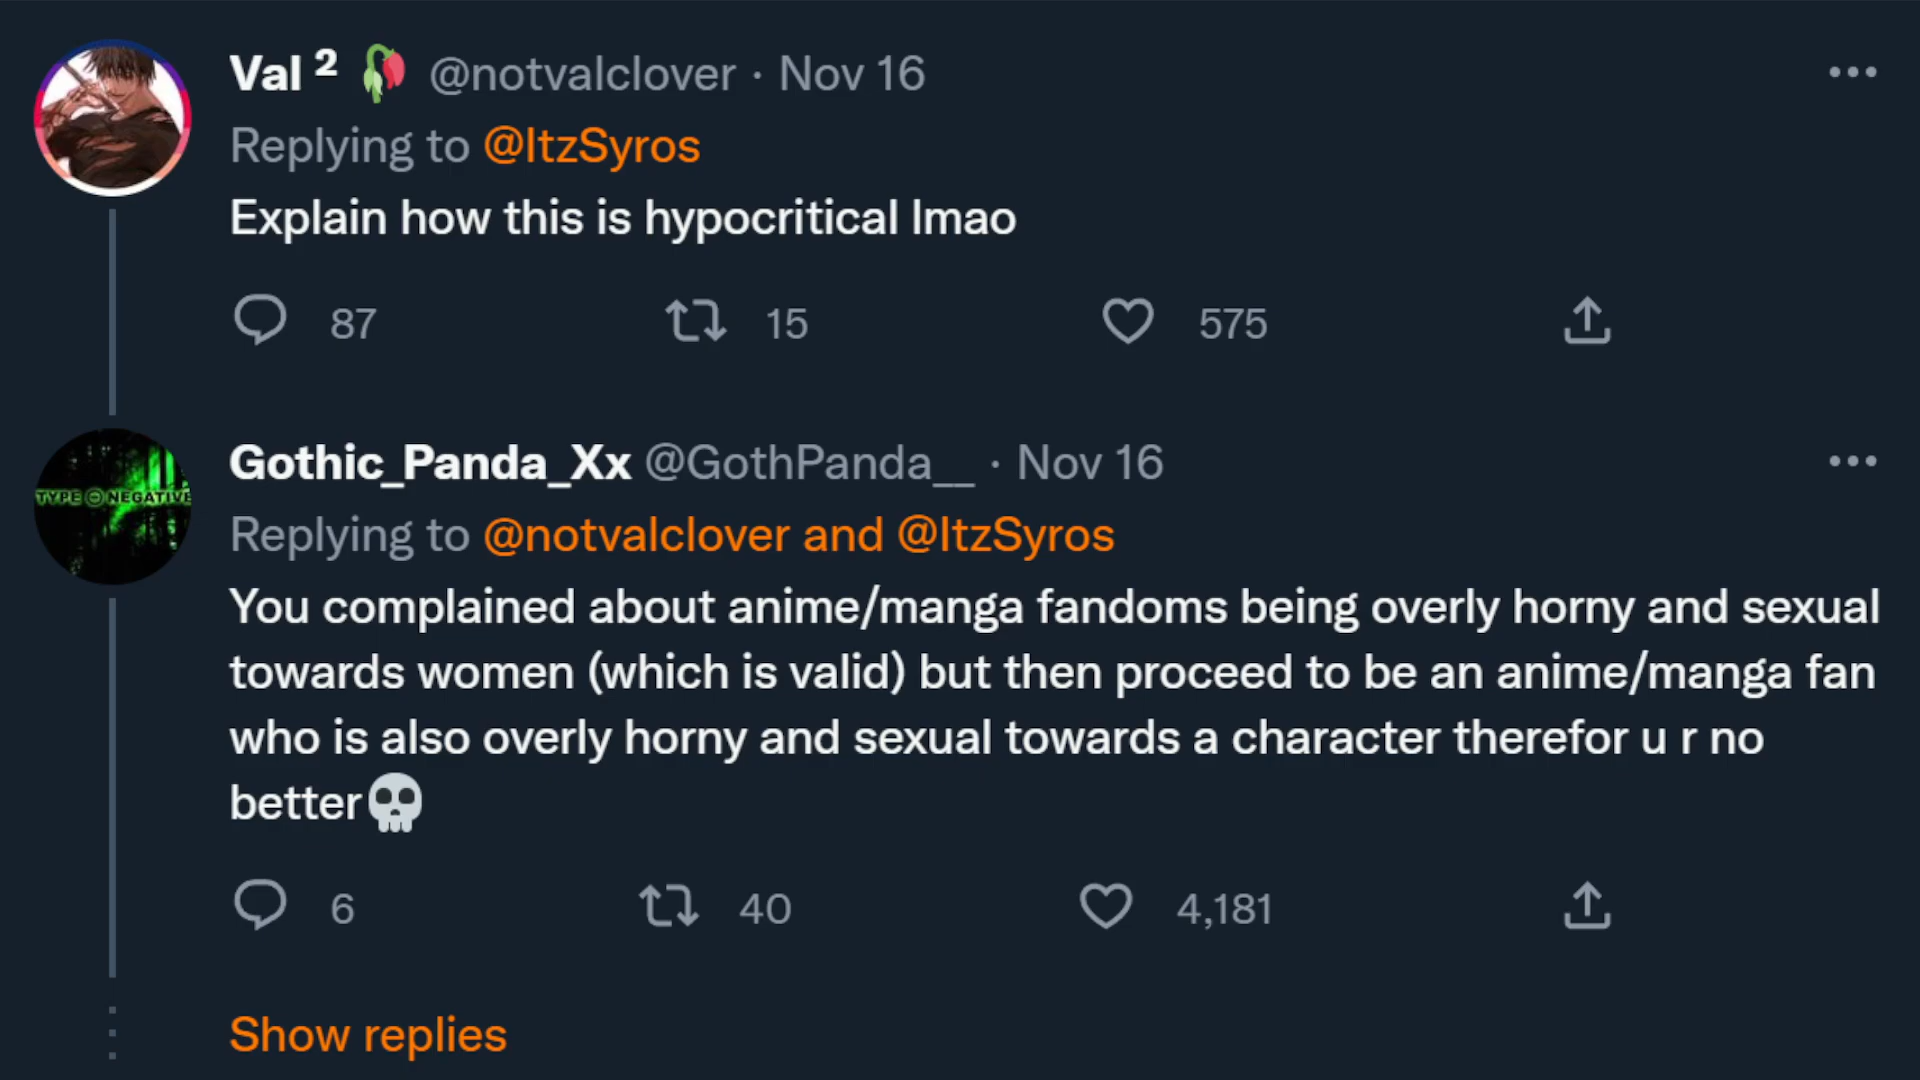 Val ² 🥀 @notvalclover · Nov 16
Replying to @ItzSyros
Explain how this is hypocritical lmao
87 15 575
TYPE O NEGATIVE
Gothic_Panda_Xx @GothPanda__ · Nov 16
Replying to @notvalclover and @ItzSyros
You complained about anime/manga fandoms being overly horny and sexual
towards women (which is valid) but then proceed to be an anime/manga fan
who is also overly horny and sexual towards a character therefor u r no
better💀
6 40 4,181
Show replies